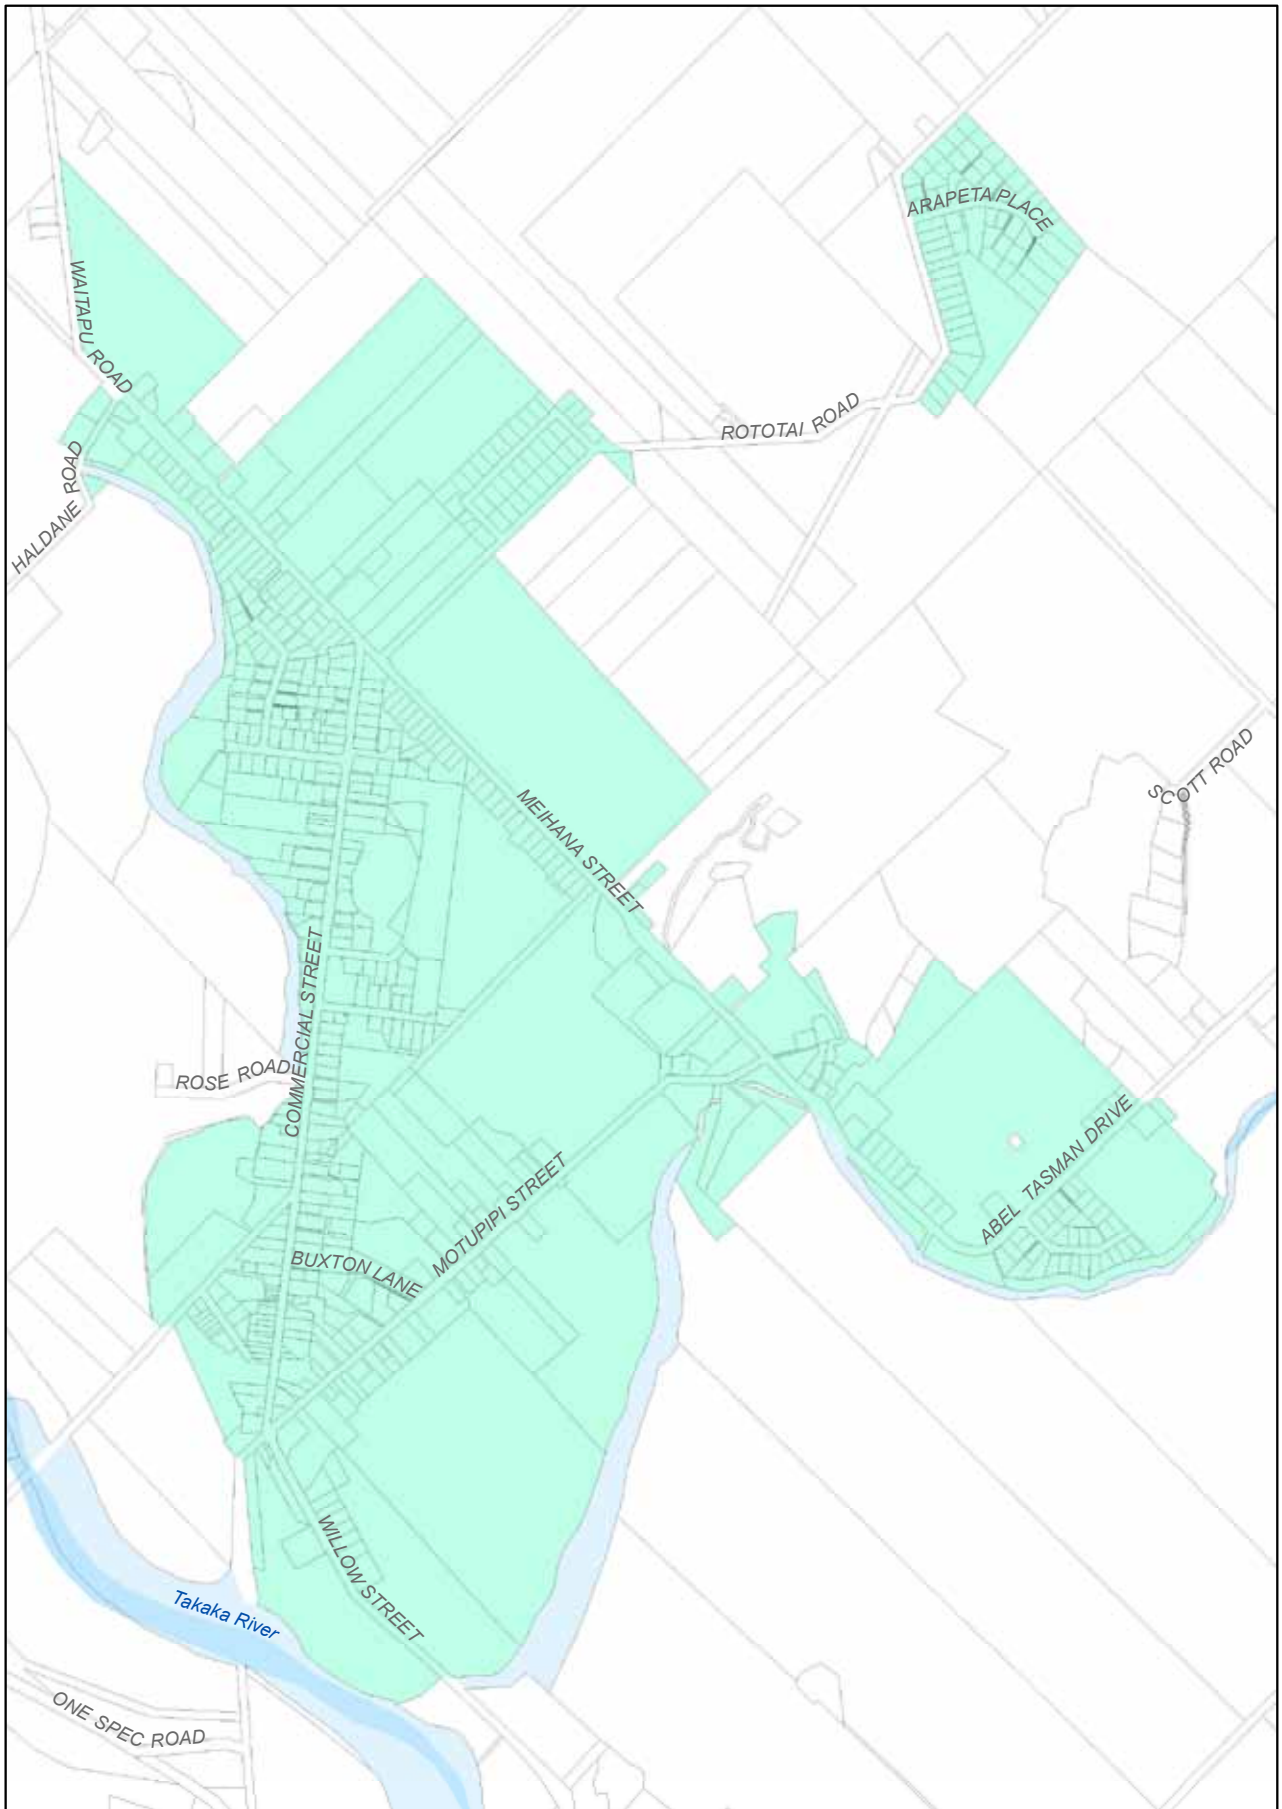 ARAPETA PLACE
WAITAPU ROAD
ROTOTAI ROAD
HALDANE ROAD
SCOTT ROAD
MEIHANA STREET
COMMERCIAL STREET
ROSE ROAD
ABEL TASMAN DRIVE
MOTUPIPI STREET
BUXTON LANE
WILLOW STREET
Takaka River
ONE SPEC ROAD